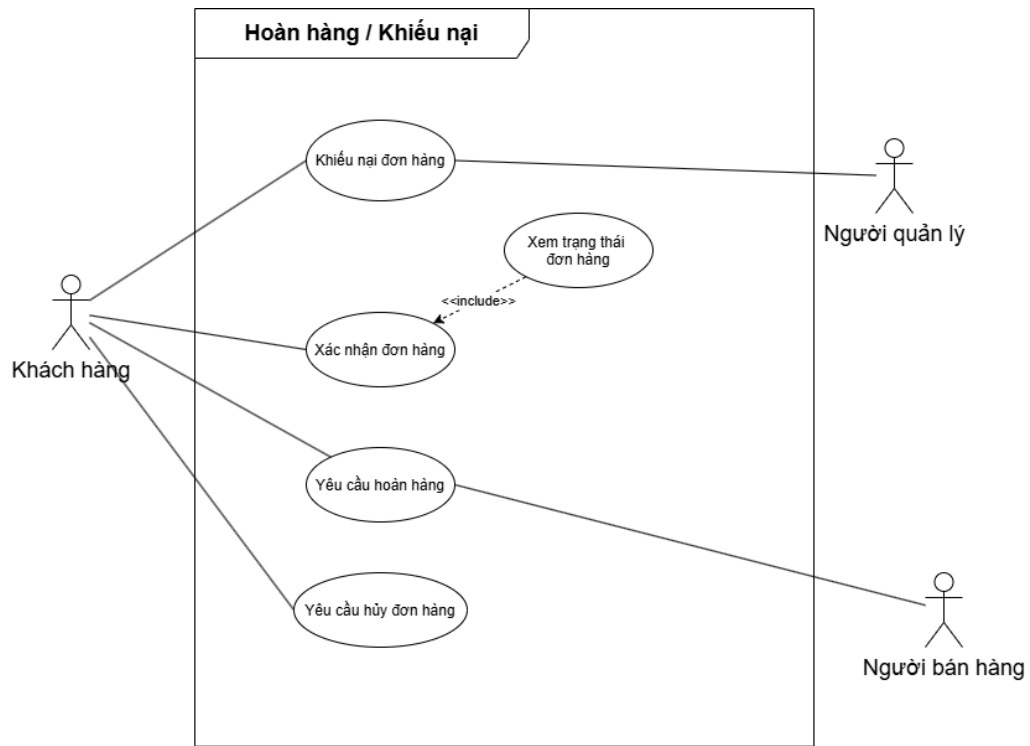 Hoàn hàng / Khiếu nại
Khiếu nại đơn hàng
Người quản lý
Xem trạng thái
đơn hàng
<<include>>
Khách hàng
Xác nhận đơn hàng
Yêu cầu hoàn hàng
Yêu cầu hủy đơn hàng
Người bán hàng